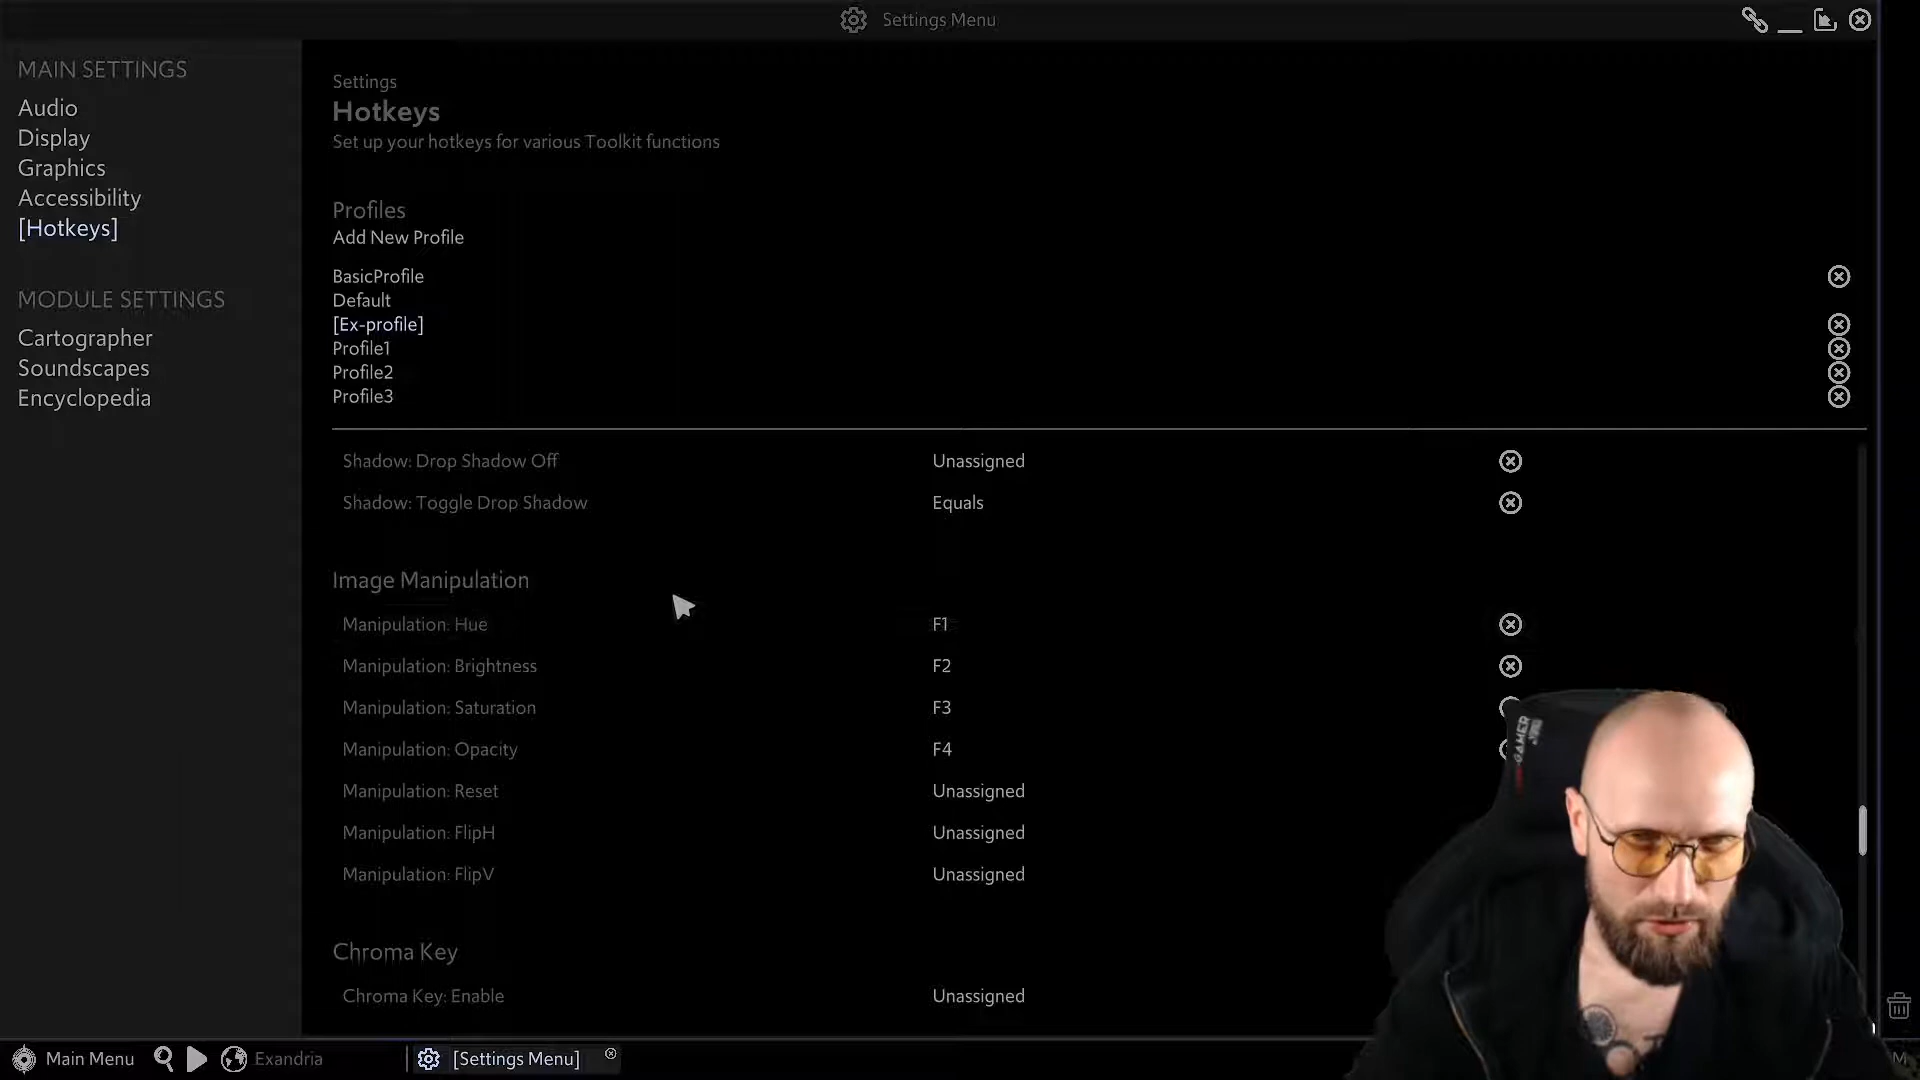 Settings Menu
MAIN SETTINGS
Audio
Display
Graphics
Accessibility
[Hotkeys]
MODULE SETTINGS
Cartographer
Soundscapes
Encyclopedia
Settings
Hotkeys
Set up your hotkeys for various Toolkit functions
Profiles
Add New Profile
BasicProfile
Default
[Ex-profile]
Profile1
Profile2
Profile3
Shadow: Drop Shadow Off Unassigned
Shadow: Toggle Drop Shadow Equals
Image Manipulation
Manipulation: Hue F1
Manipulation: Brightness F2
Manipulation: Saturation F3
Manipulation: Opacity F4
Manipulation: Reset Unassigned
Manipulation: FlipH Unassigned
Manipulation: FlipV Unassigned
Chroma Key
Chroma Key: Enable Unassigned
GAMER
Main Menu Exandria [Settings Menu]
M